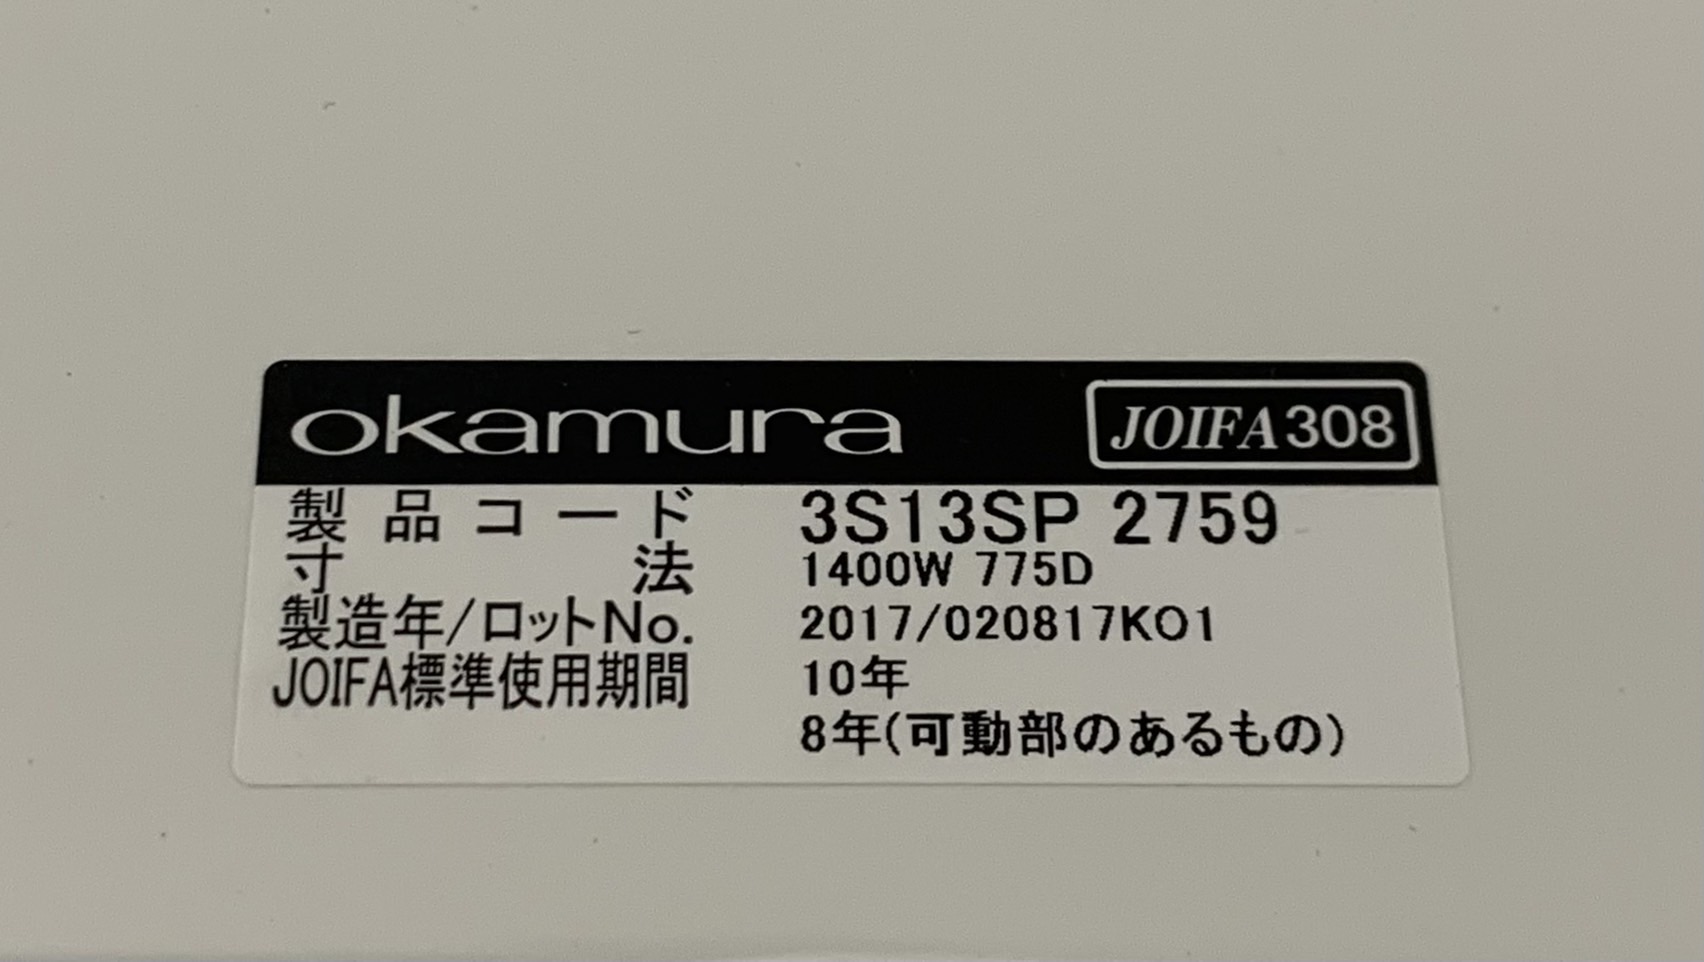 okamura JOIFA308
製品コード 3S13SP 2759
寸法 1400W 775D
製造年/ロットNo. 2017/020817KO1
JOIFA標準使用期間 10年
8年(可動部のあるもの)